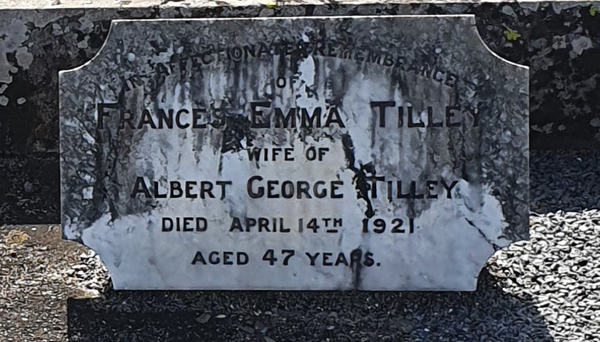 IN AFFECTIONATE REMEMBRANCE
OF
FRANCES EMMA TILLEY
WIFE OF
ALBERT GEORGE TILLEY
DIED APRIL 14TH 1921
AGED 47 YEARS.